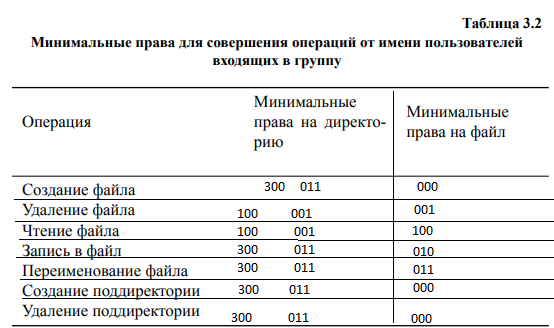 Таблица 3.2
Минимальные права для совершения операций от имени пользователей
входящих в группу
Операция
Минимальные
права на директо-
рию
Минимальные
права на файл
Создание файла 300 011 000
Удаление файла 100 001 001
Чтение файла 100 001 100
Запись в файл 300 011 010
Переименование файла 300 011 011
Создание поддиректории 300 011 000
Удаление поддиректории 300 011 000